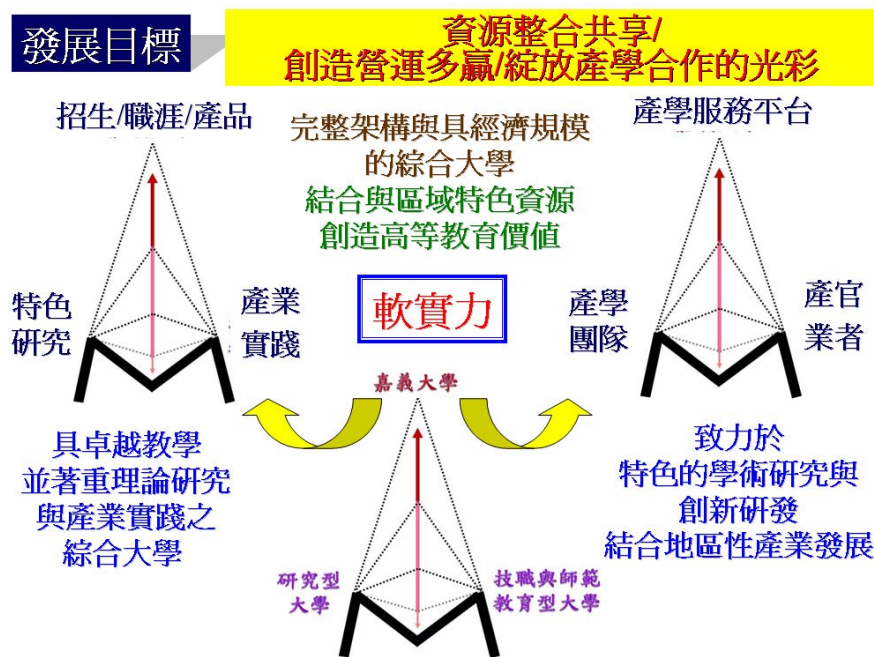 發展目標
資源整合共享/
創造營運多贏/綻放產學合作的光彩
招生/職涯/產品
完整架構與具經濟規模
的綜合大學
結合與區域特色資源
創造高等教育價值
產學服務平台
特色
研究
產業
實踐
軟實力
產學
團隊
產官
業者
嘉義大學
具卓越教學
並著重理論研究
與產業實踐之
綜合大學
致力於
特色的學術研究與
創新研發
結合地區性產業發展
研究型
大學
技職與師範
教育型大學